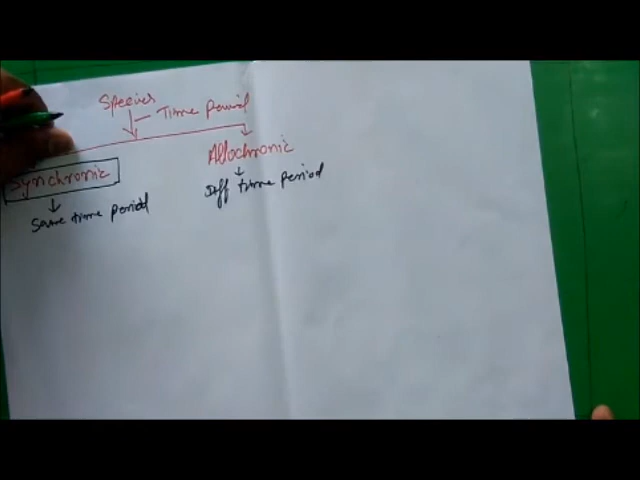 Species
Time period
Synchronic
Allochronic
Same time period
Diff time period